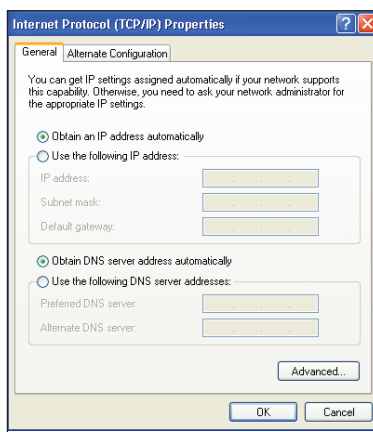 Internet Protocol (TCP/IP) Properties
General
Alternate Configuration
You can get IP settings assigned automatically if your network supports
this capability. Otherwise, you need to ask your network administrator for
the appropriate IP settings.
Obtain an IP address automatically
Use the following IP address:
IP address:
Subnet mask:
Default gateway:
Obtain DNS server address automatically
Use the following DNS server addresses:
Preferred DNS server:
Alternate DNS server:
Advanced...
OK
Cancel